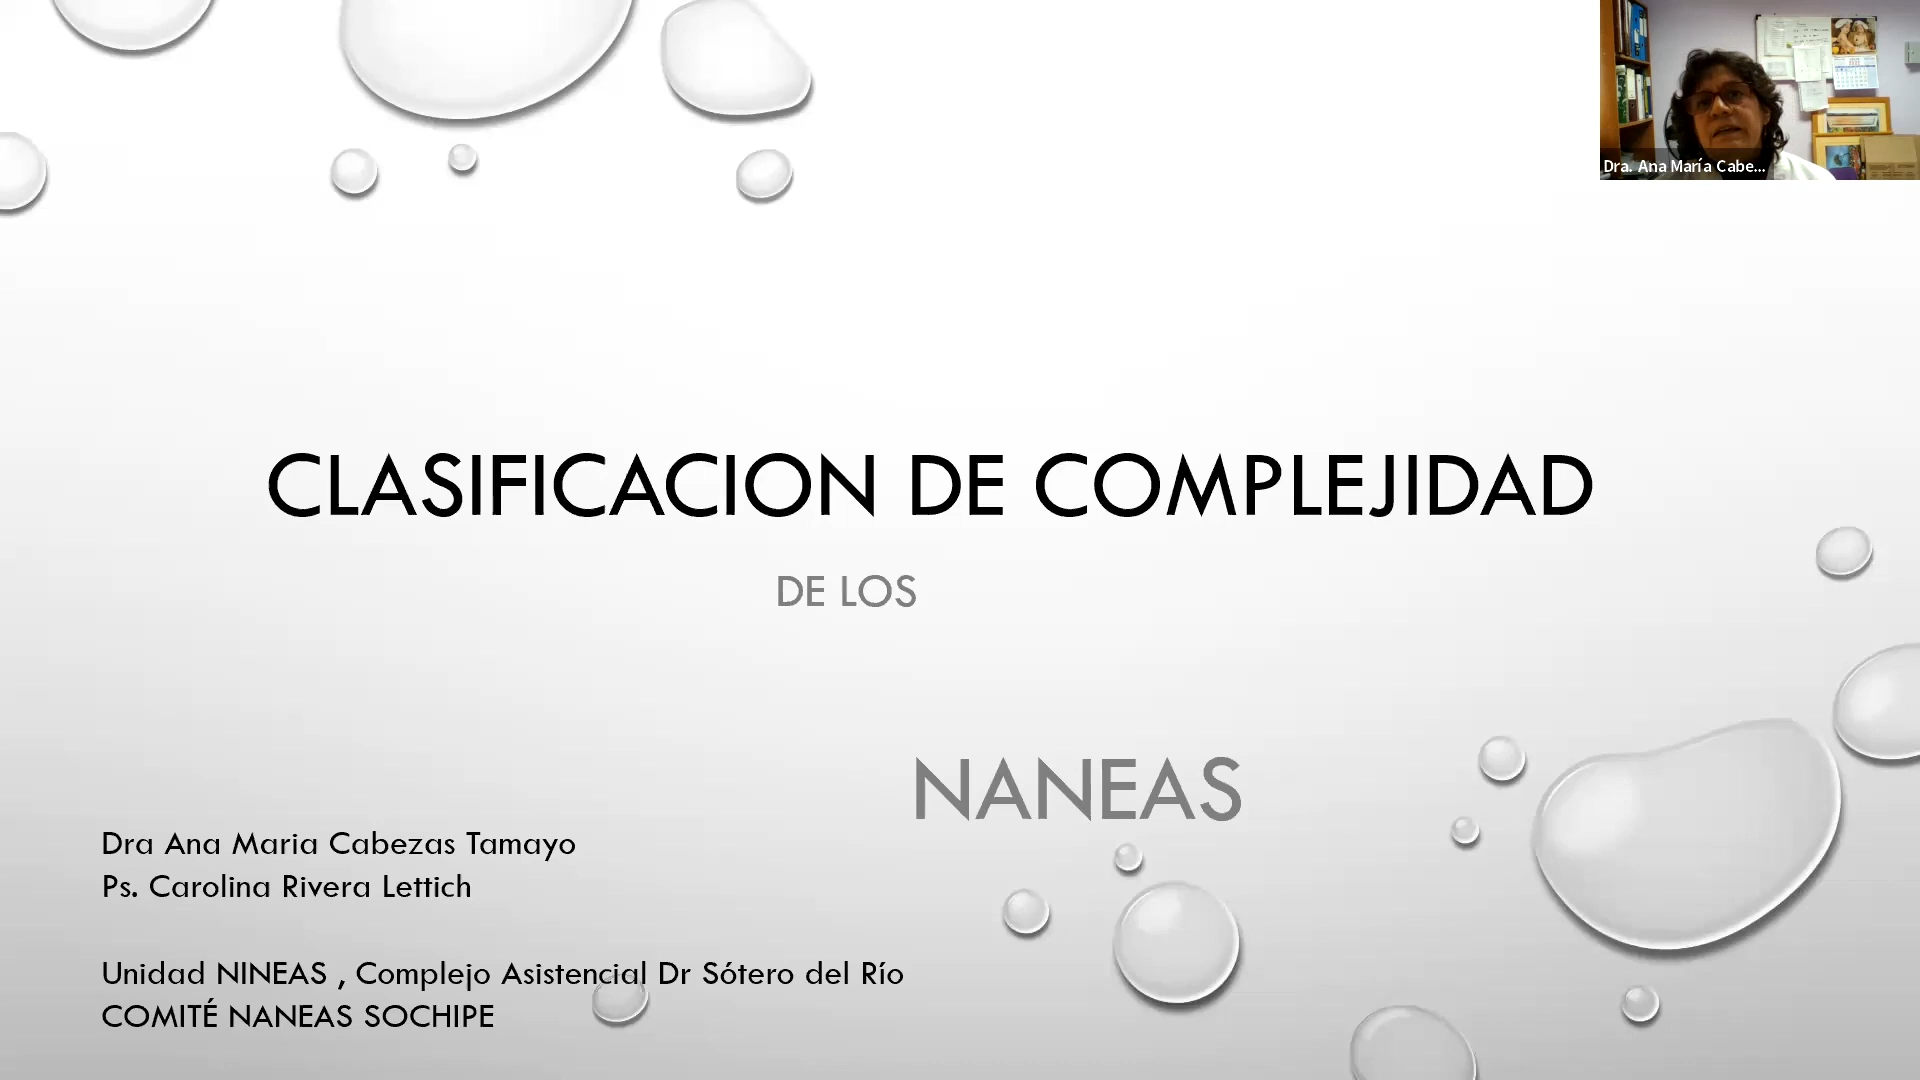 Dra. Ana María Cabe...
CLASIFICACION DE COMPLEJIDAD
DE LOS
NANEAS
Dra Ana Maria Cabezas Tamayo
Ps. Carolina Rivera Lettich
Unidad NINEAS , Complejo Asistencial Dr Sótero del Río
COMITÉ NANEAS SOCHIPE